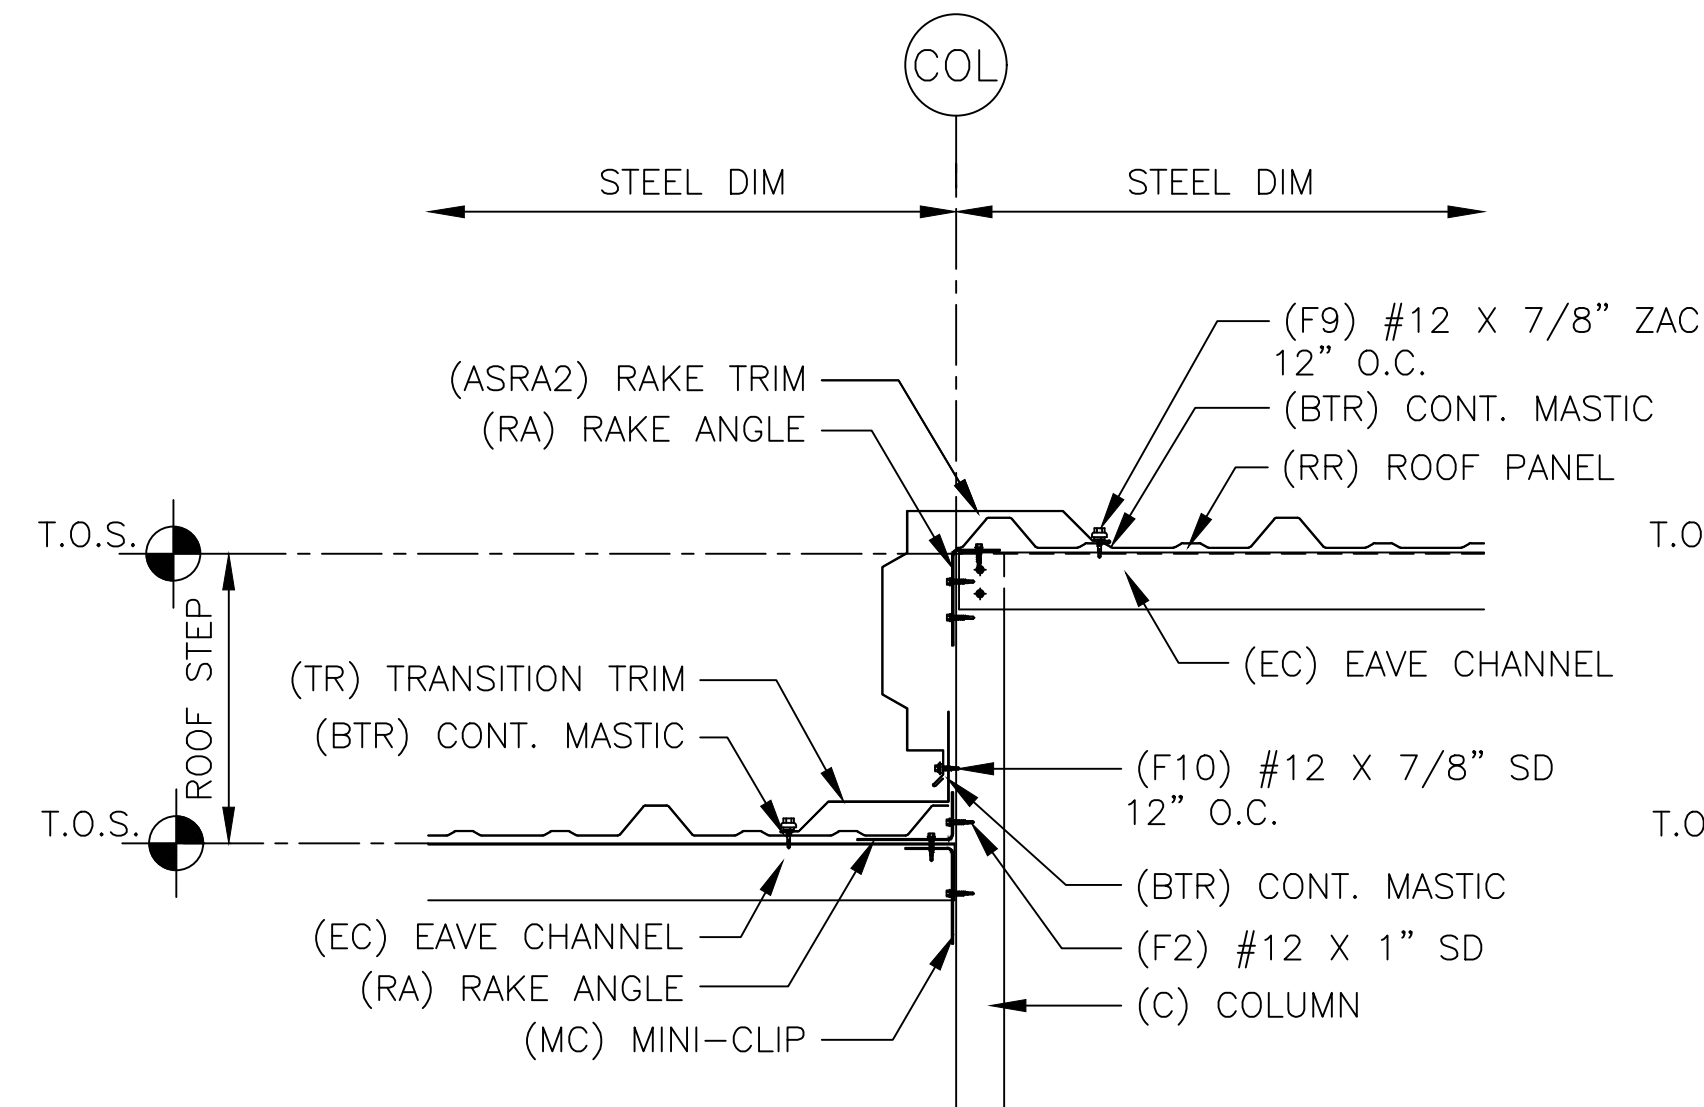 COL
STEEL DIM
STEEL DIM
(F9) #12 X 7/8" ZAC
12" O.C.
(ASRA2) RAKE TRIM
(BTR) CONT. MASTIC
(RA) RAKE ANGLE
(RR) ROOF PANEL
T.O.S.
T.O
ROOF STEP
(EC) EAVE CHANNEL
(TR) TRANSITION TRIM
(BTR) CONT. MASTIC
(F10) #12 X 7/8" SD
12" O.C.
T.O.S.
T.O
(BTR) CONT. MASTIC
(EC) EAVE CHANNEL
(F2) #12 X 1" SD
(RA) RAKE ANGLE
(C) COLUMN
(MC) MINI-CLIP